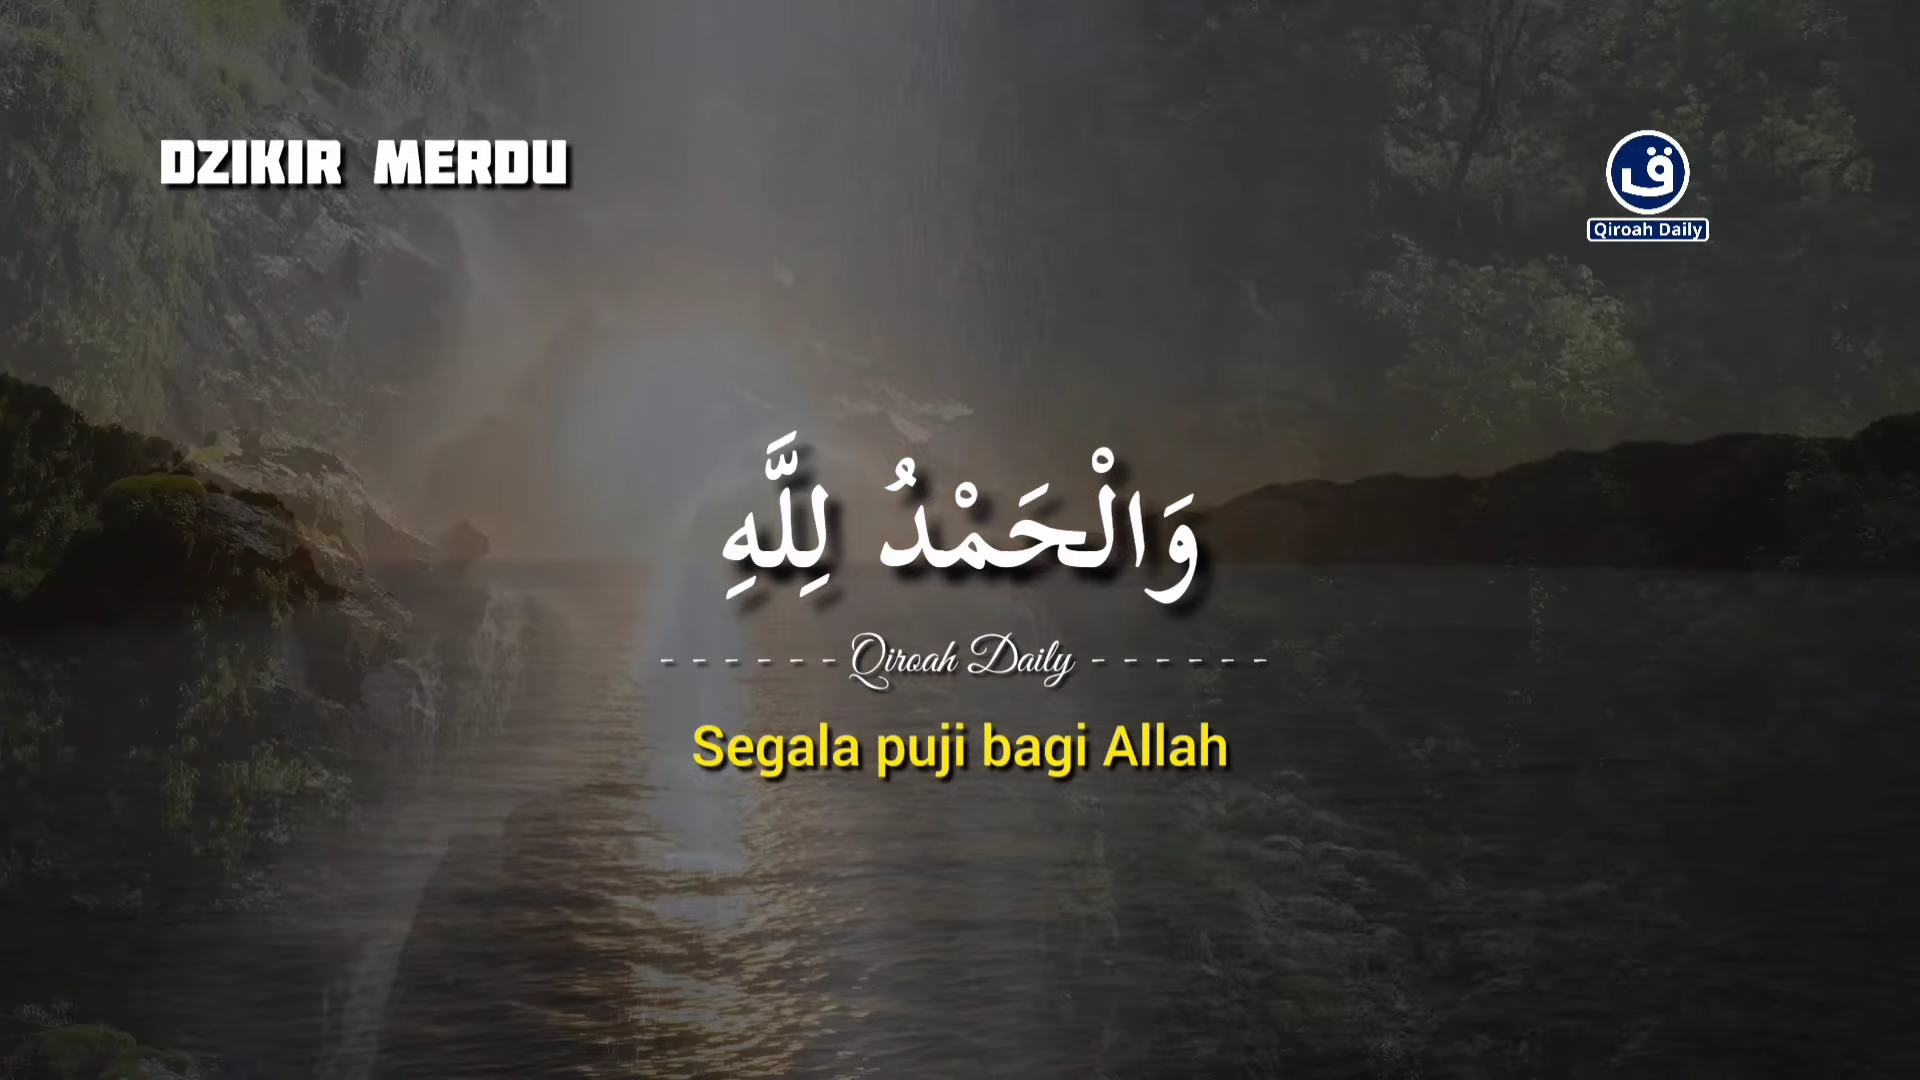 DZIKIR MERDU
ق
Qiroah Daily
وَالْحَمْدُ لِلَّهِ
- - - - - - Qiroah Daily - - - - - -
Segala puji bagi Allah